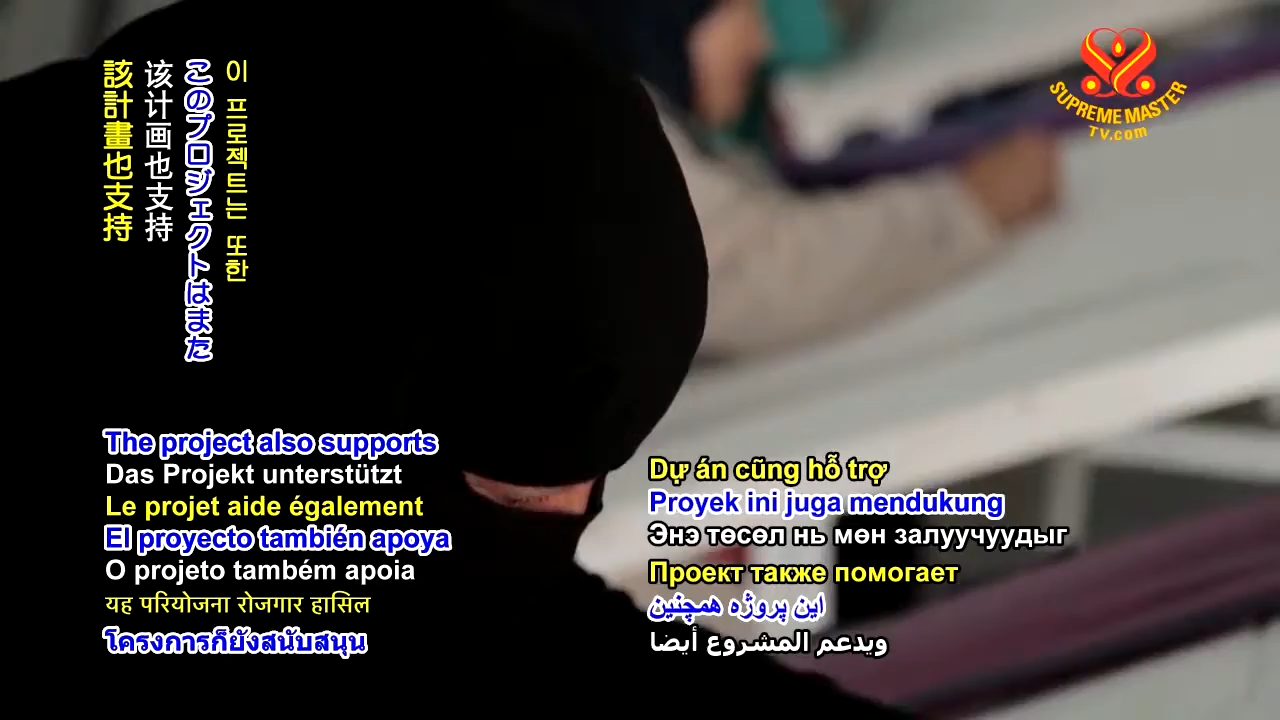 該計畫也支持
该计画也支持
このプロジェクトはまた
이 프로젝트는 또한
SUPREME MASTER
TV.com
The project also supports
Das Projekt unterstützt
Le projet aide également
El proyecto también apoya
O projeto também apoia
यह परियोजना रोजगार हासिल
โครงการก็ยังสนับสนุน
Dự án cũng hỗ trợ
Proyek ini juga mendukung
Энэ төсөл нь мөн залуучуудыг
Проект также помогает
این پروژه همچنین
ويدعم المشروع أيضا